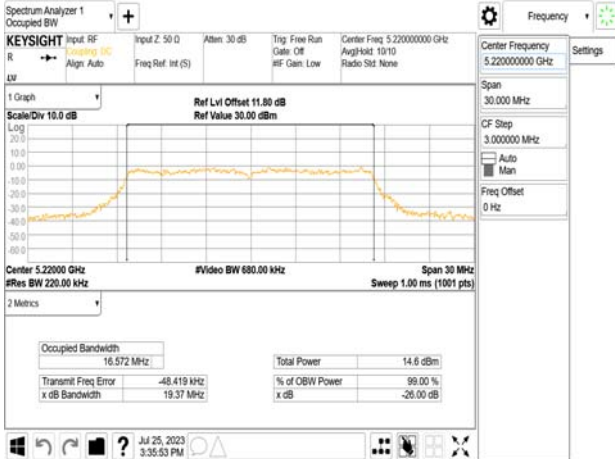 Spectrum Analyzer 1
Occupied BW
Frequency
KEYSIGHT
R
Input: RF
Coupling: DC
Align: Auto
Input Z: 50 Ω
Freq Ref: Int (S)
Atten: 30 dB
Trig: Free Run
Gate: Off
#IF Gain: Low
Center Freq: 5.220000000 GHz
Avg|Hold: 10/10
Radio Std: None
1 Graph
Scale/Div 10.0 dB
Ref Lvl Offset 11.80 dB
Ref Value 30.00 dBm
Log
20.0
10.0
0.00
-10.0
-20.0
-30.0
-40.0
-50.0
-60.0
Center 5.22000 GHz
#Res BW 220.00 kHz
#Video BW 680.00 kHz
Span 30 MHz
Sweep 1.00 ms (1001 pts)
2 Metrics
Occupied Bandwidth
16.572 MHz
Total Power 14.6 dBm
Transmit Freq Error -48.419 kHz
% of OBW Power 99.00 %
x dB Bandwidth 19.37 MHz
x dB -26.00 dB
Jul 25, 2023
3:35:53 PM
Center Frequency
5.220000000 GHz
Settings
Span
30.000 MHz
CF Step
3.000000 MHz
Auto
Man
Freq Offset
0 Hz